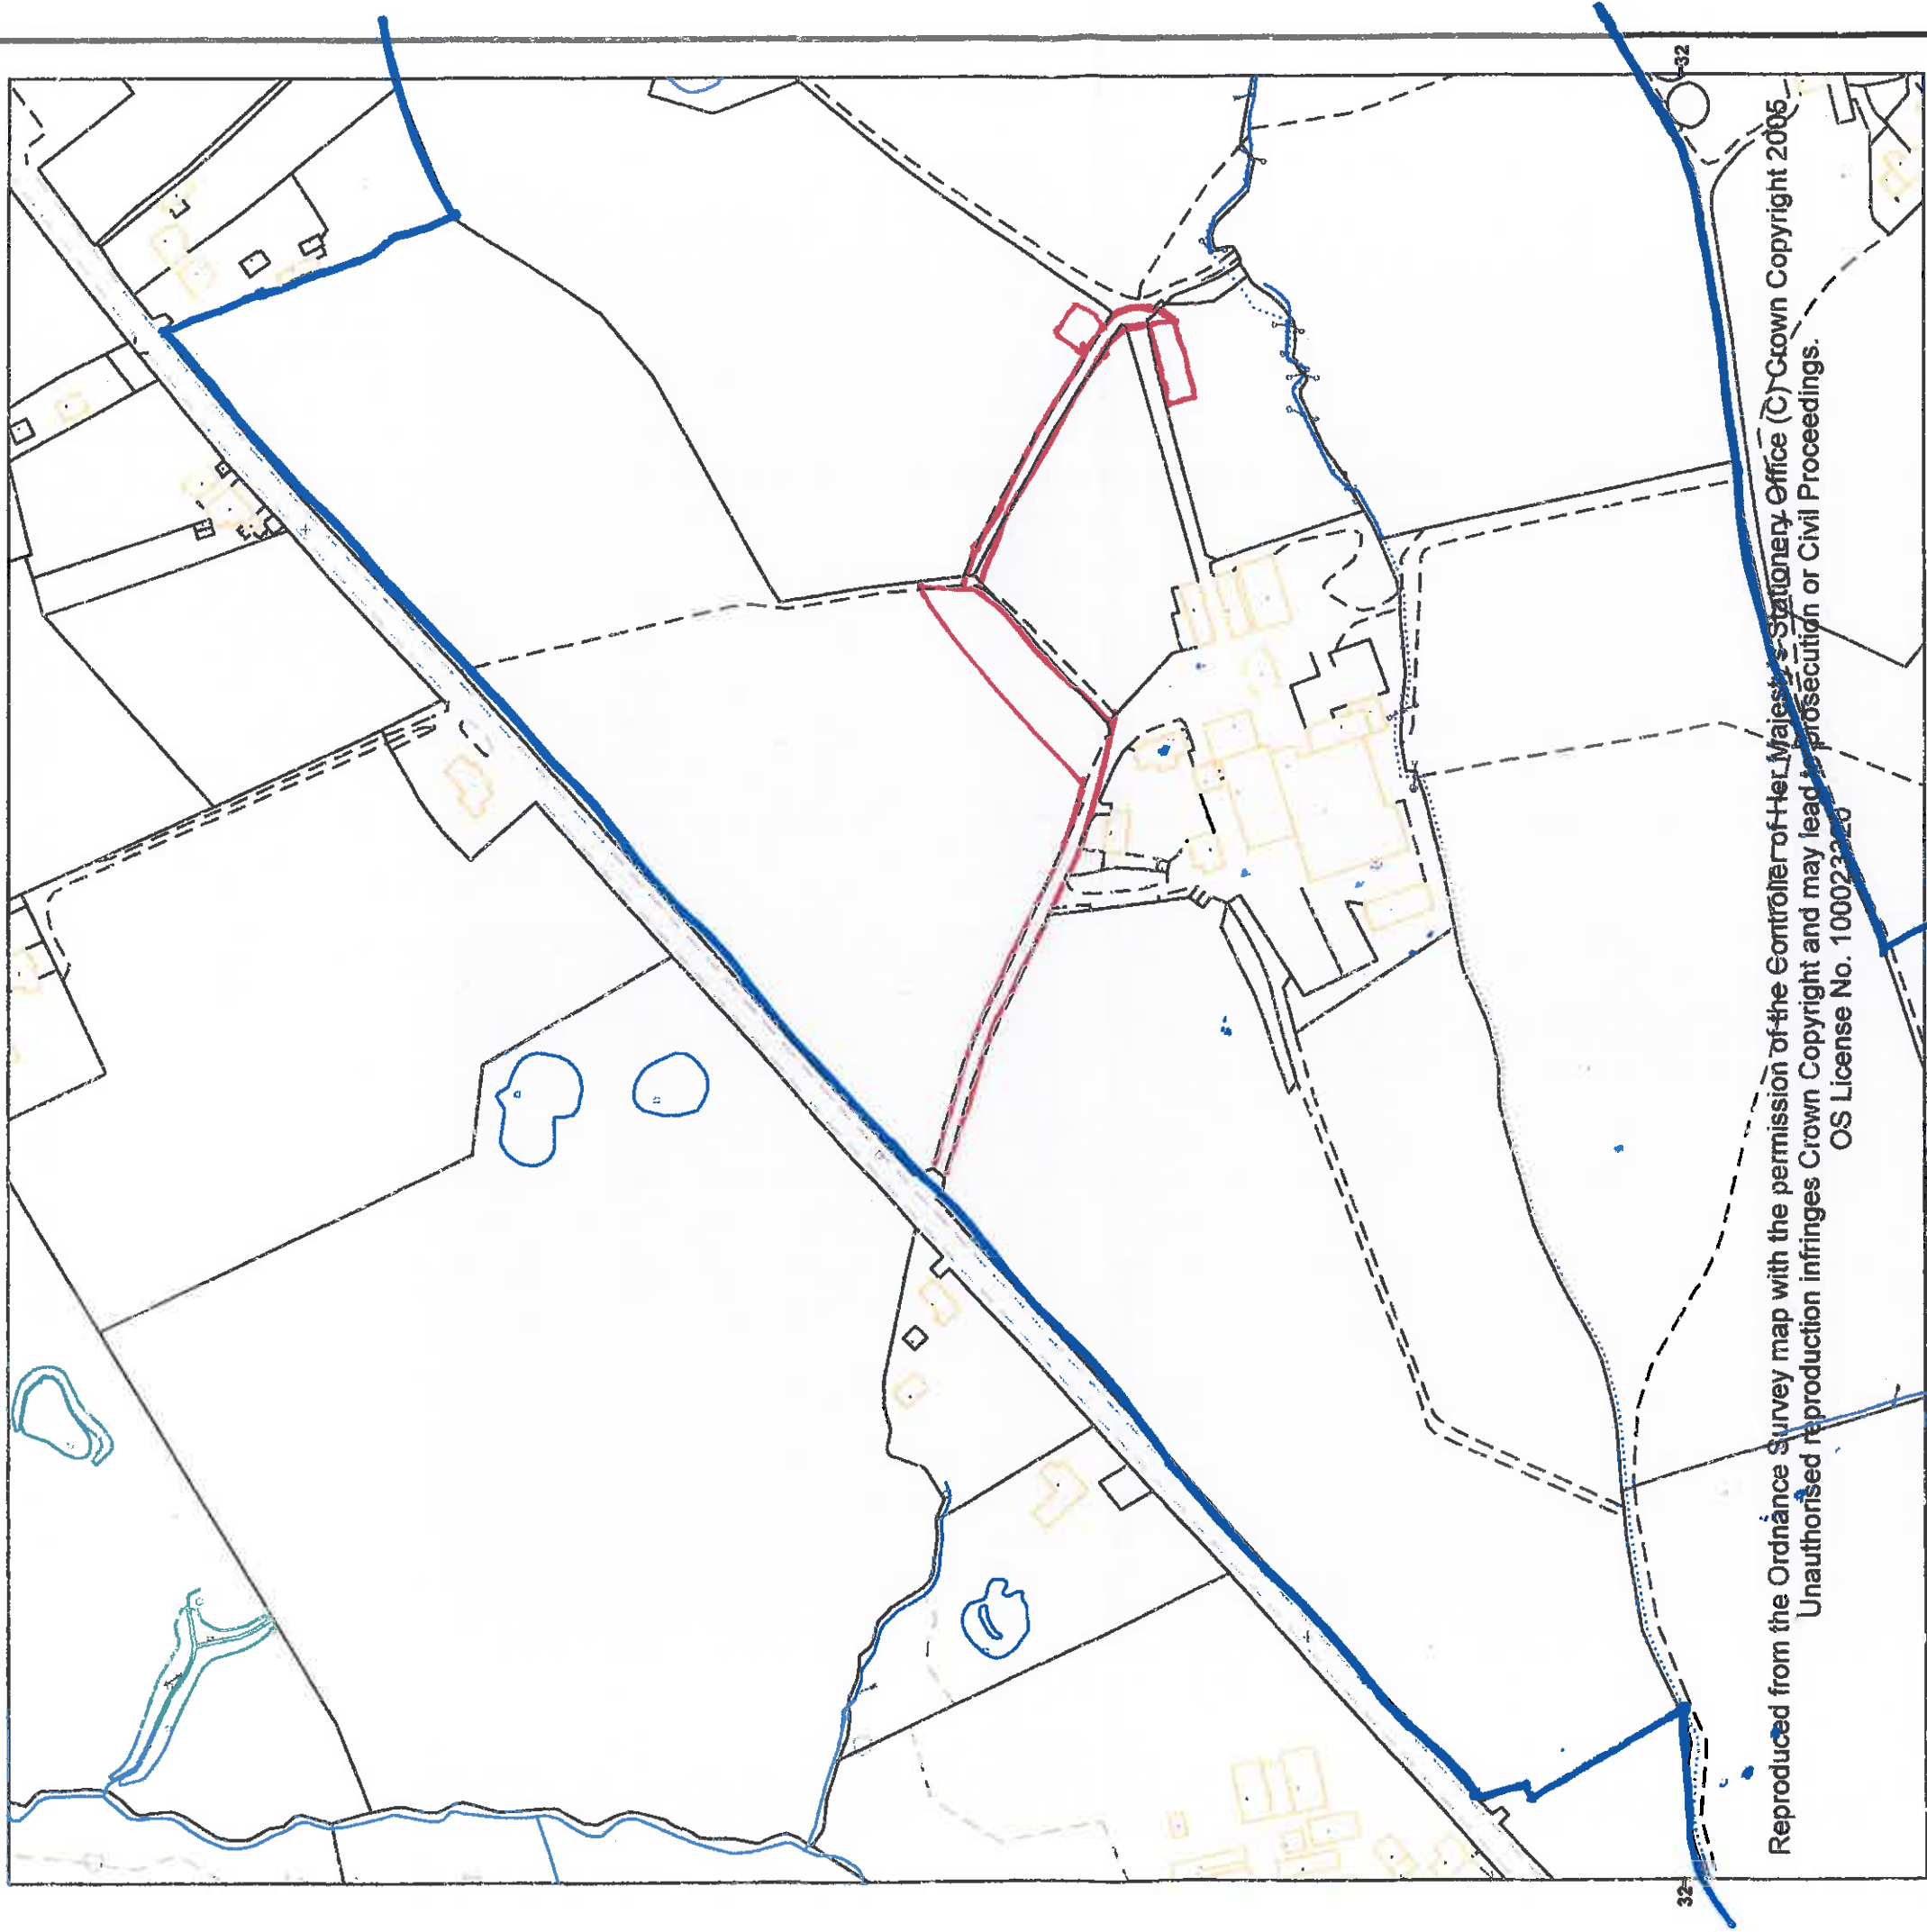 32
Reproduced from the Ordnance Survey map with the permission of the Controller of Her Majesty's Stationery Office (C) Crown Copyright 2005.
Unauthorised reproduction infringes Crown Copyright and may lead to prosecution or Civil Proceedings.
OS License No.
32